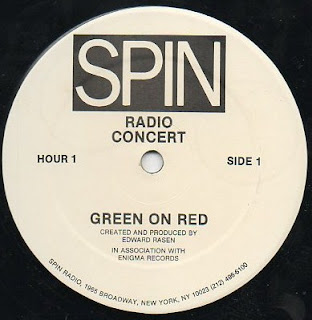 SPIN
RADIO
CONCERT
HOUR 1
SIDE 1
GREEN ON RED
CREATED AND PRODUCED BY
EDWARD RASEN
IN ASSOCIATION WITH
ENIGMA RECORDS
SPIN RADIO, 1965 BROADWAY, NEW YORK, NY 10023 (212) 496-6100